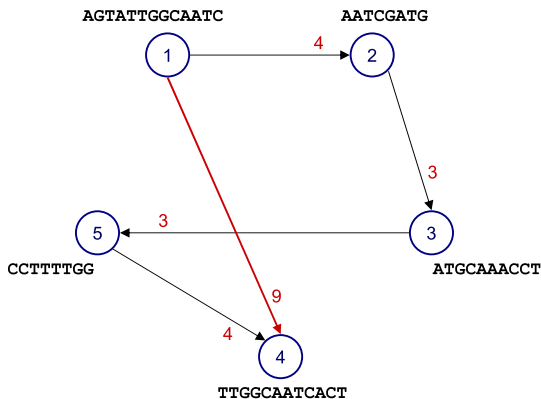 AGTATTGGCAATC AATCGATG
1 4 2
3
5 3 3
CCTTTTGG ATGCAAACCT
9
4
4
TTGGCAATCACT